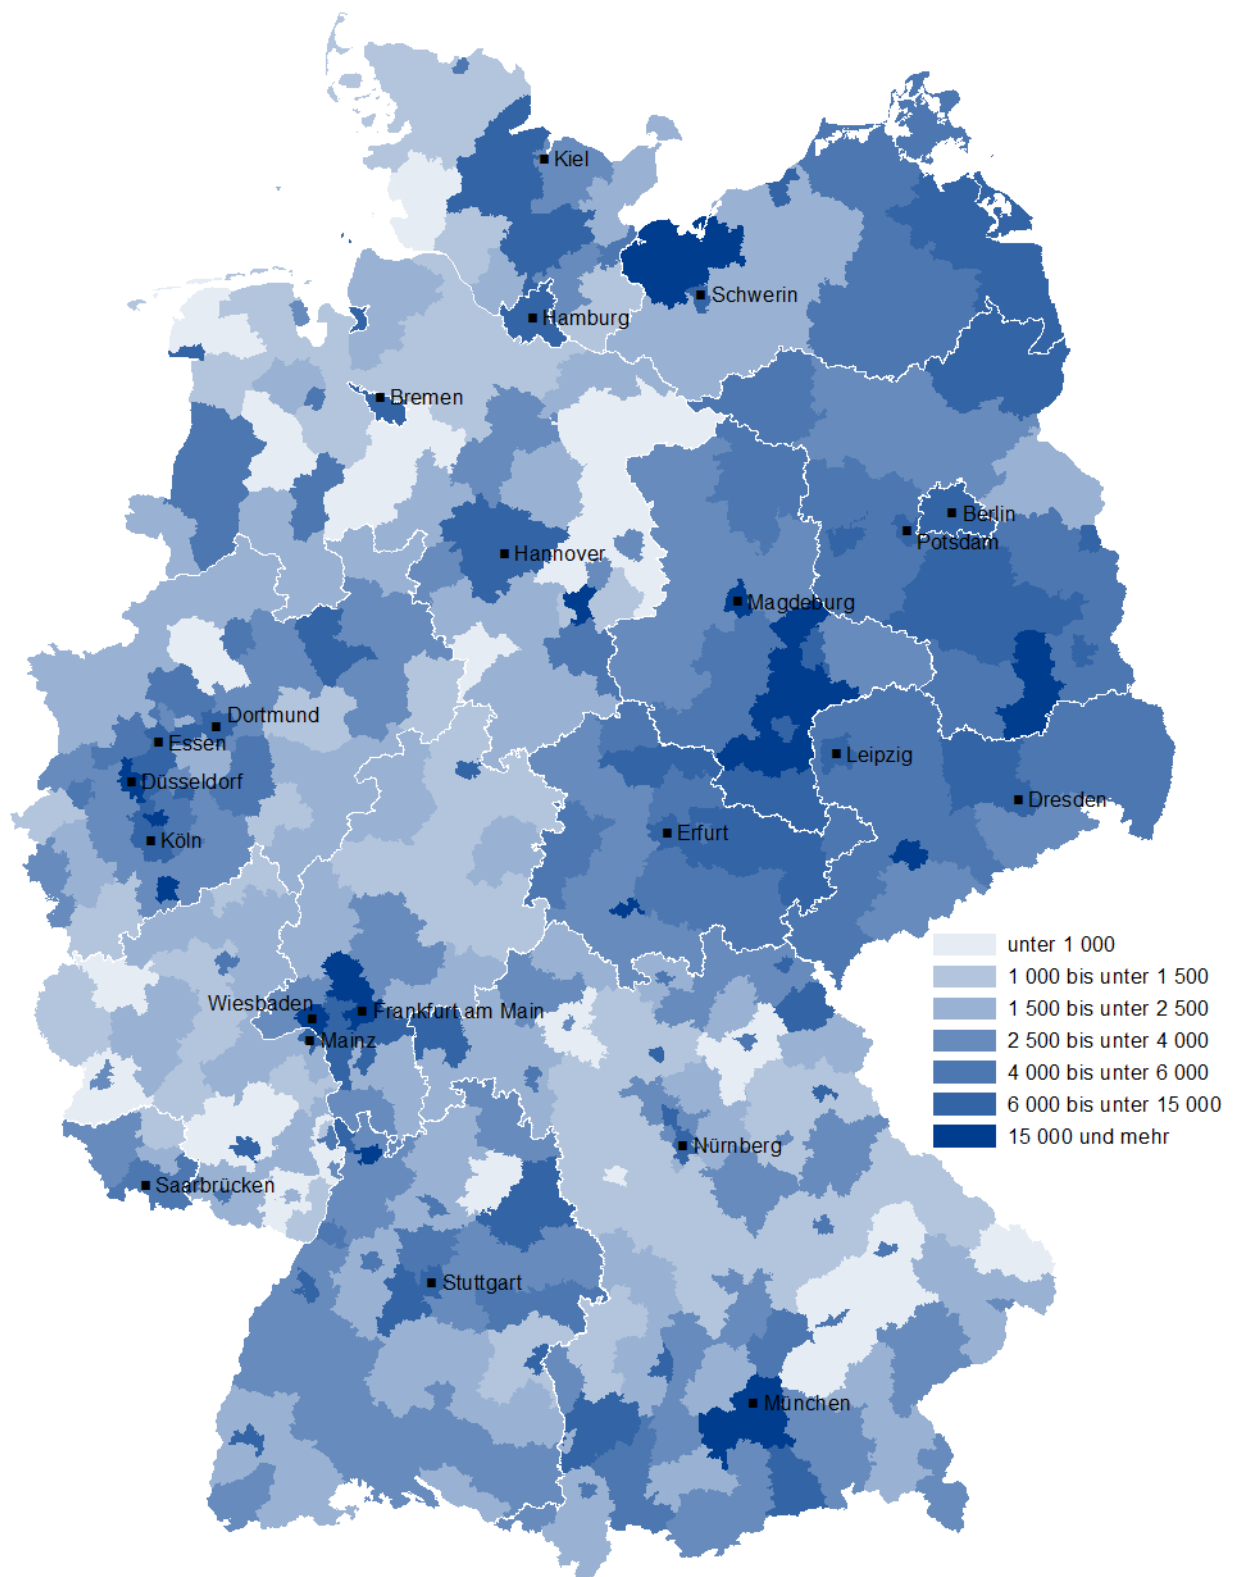 Kiel
Schwerin
Hamburg
Bremen
Berlin
Potsdam
Hannover
Magdeburg
Dortmund
Essen
Düsseldorf
Leipzig
Dresden
Köln
Erfurt
unter 1 000
1 000 bis unter 1 500
1 500 bis unter 2 500
2 500 bis unter 4 000
4 000 bis unter 6 000
6 000 bis unter 15 000
15 000 und mehr
Wiesbaden
Frankfurt am Main
Mainz
Nürnberg
Saarbrücken
Stuttgart
München